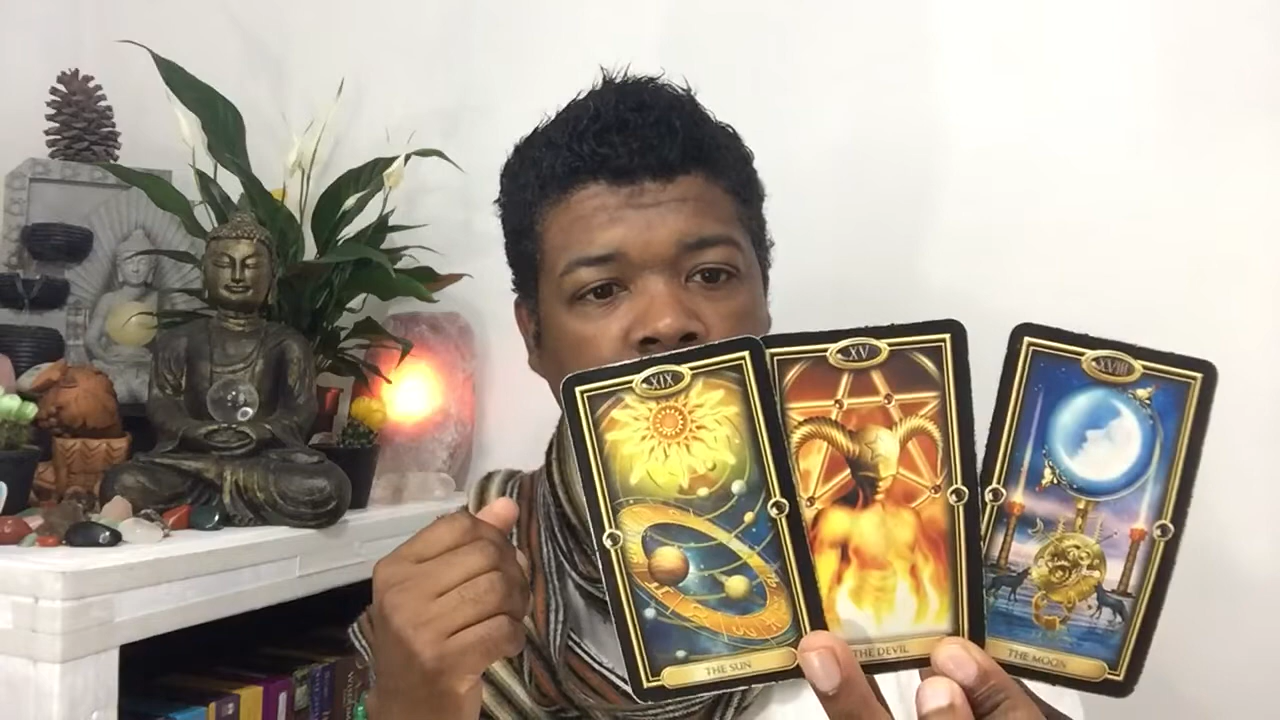 XIX
THE SUN
XV
THE DEVIL
XVIII
THE MOON